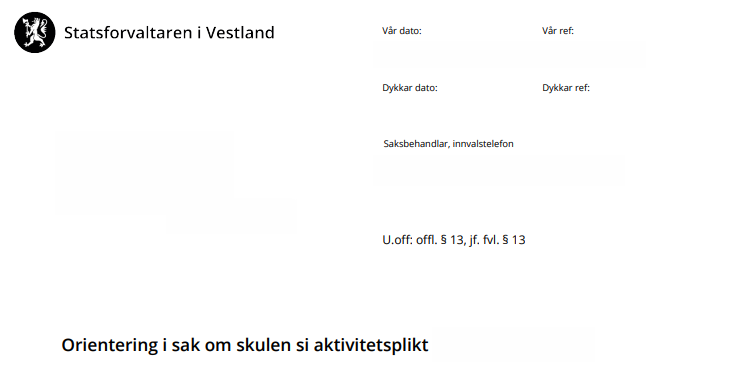 Statsforvaltaren i Vestland
Vår dato:
Vår ref:
Dykkar dato:
Dykkar ref:
Saksbehandlar, innvalstelefon
U.off: offl. § 13, jf. fvl. § 13
Orientering i sak om skulen si aktivitetsplikt